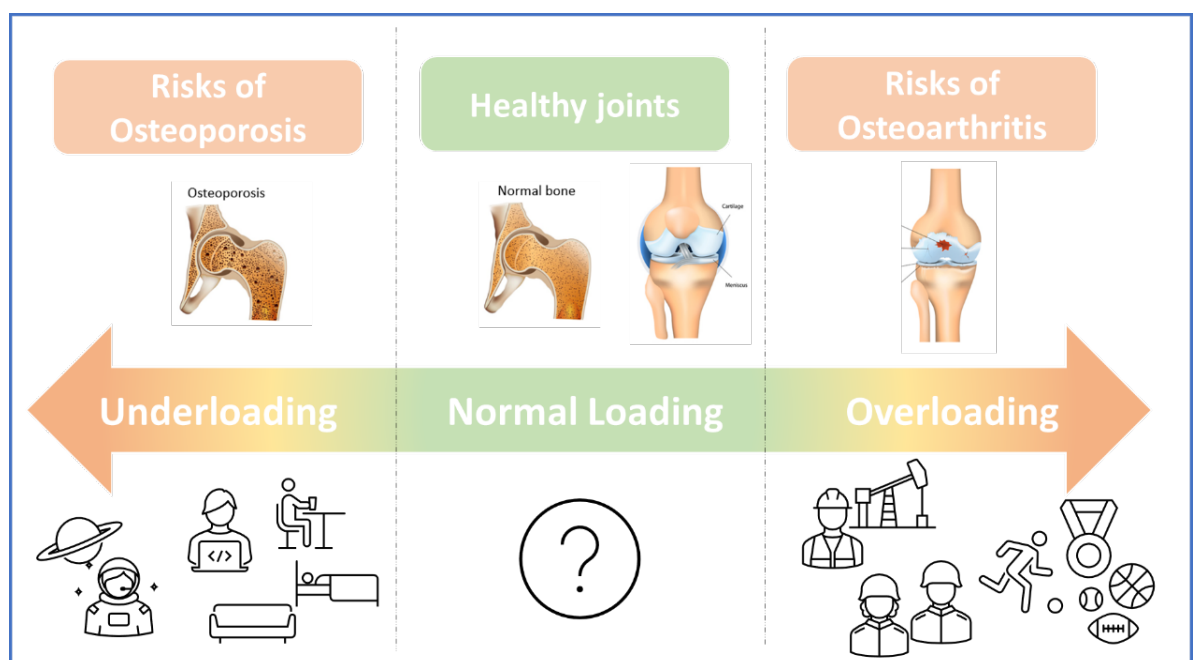 Risks of
Osteoporosis
Healthy joints
Risks of
Osteoarthritis
Osteoporosis
Normal bone
Cartilage
Meniscus
Underloading
Normal Loading
Overloading
</>
?